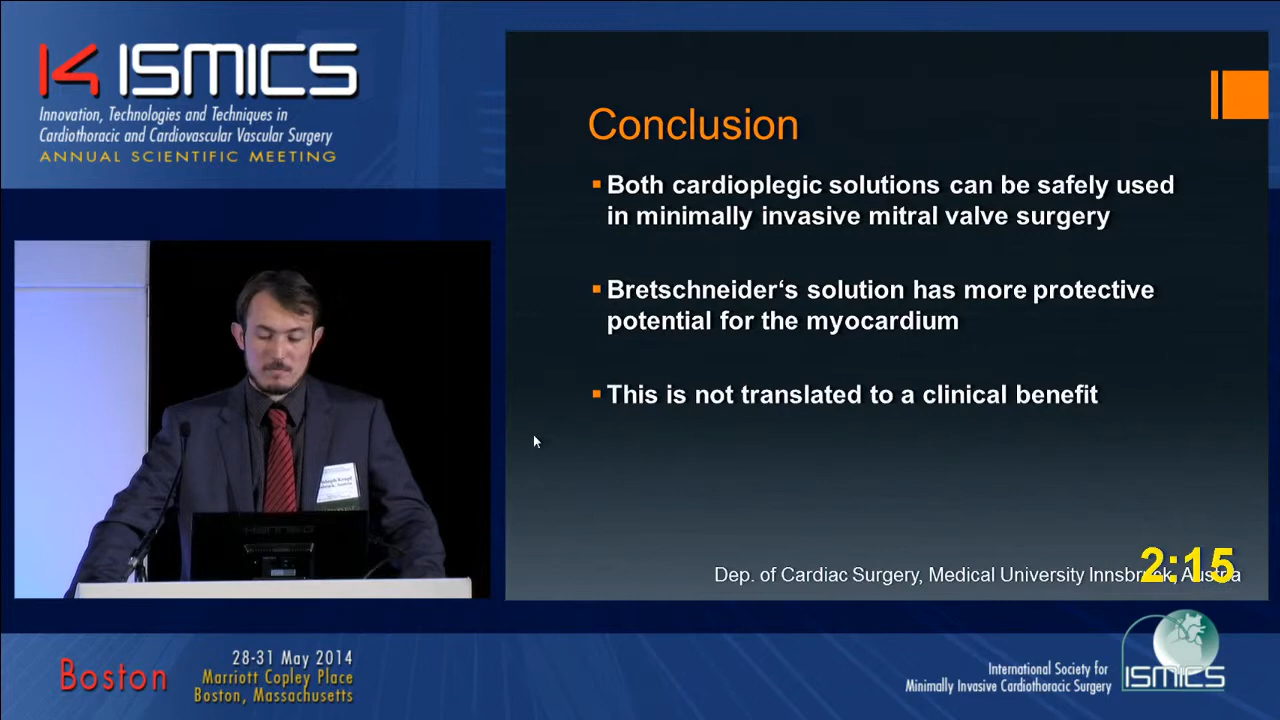 14 ISMICS
Innovation, Technologies and Techniques in
Cardiothoracic and Cardiovascular Vascular Surgery
ANNUAL SCIENTIFIC MEETING
Conclusion
Both cardioplegic solutions can be safely used
in minimally invasive mitral valve surgery
Bretschneider‘s solution has more protective
potential for the myocardium
This is not translated to a clinical benefit
Dep. of Cardiac Surgery, Medical University Innsbruck, Austria
2:15
Boston
28-31 May 2014
Marriott Copley Place
Boston, Massachusetts
International Society for
Minimally Invasive Cardiothoracic Surgery
ISMICS